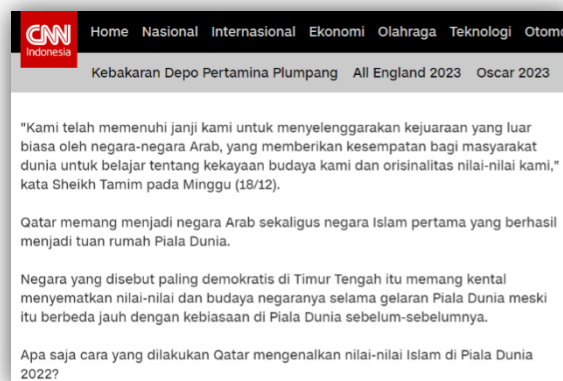 CNN
Indonesia
Home Nasional Internasional Ekonomi Olahraga Teknologi Otomo
Kebakaran Depo Pertamina Plumpang All England 2023 Oscar 2023
"Kami telah memenuhi janji kami untuk menyelenggarakan kejuaraan yang luar
biasa oleh negara-negara Arab, yang memberikan kesempatan bagi masyarakat
dunia untuk belajar tentang kekayaan budaya kami dan orisinalitas nilai-nilai kami,"
kata Sheikh Tamim pada Minggu (18/12).
Qatar memang menjadi negara Arab sekaligus negara Islam pertama yang berhasil
menjadi tuan rumah Piala Dunia.
Negara yang disebut paling demokratis di Timur Tengah itu memang kental
menyematkan nilai-nilai dan budaya negaranya selama gelaran Piala Dunia meski
itu berbeda jauh dengan kebiasaan di Piala Dunia sebelum-sebelumnya.
Apa saja cara yang dilakukan Qatar mengenalkan nilai-nilai Islam di Piala Dunia
2022?